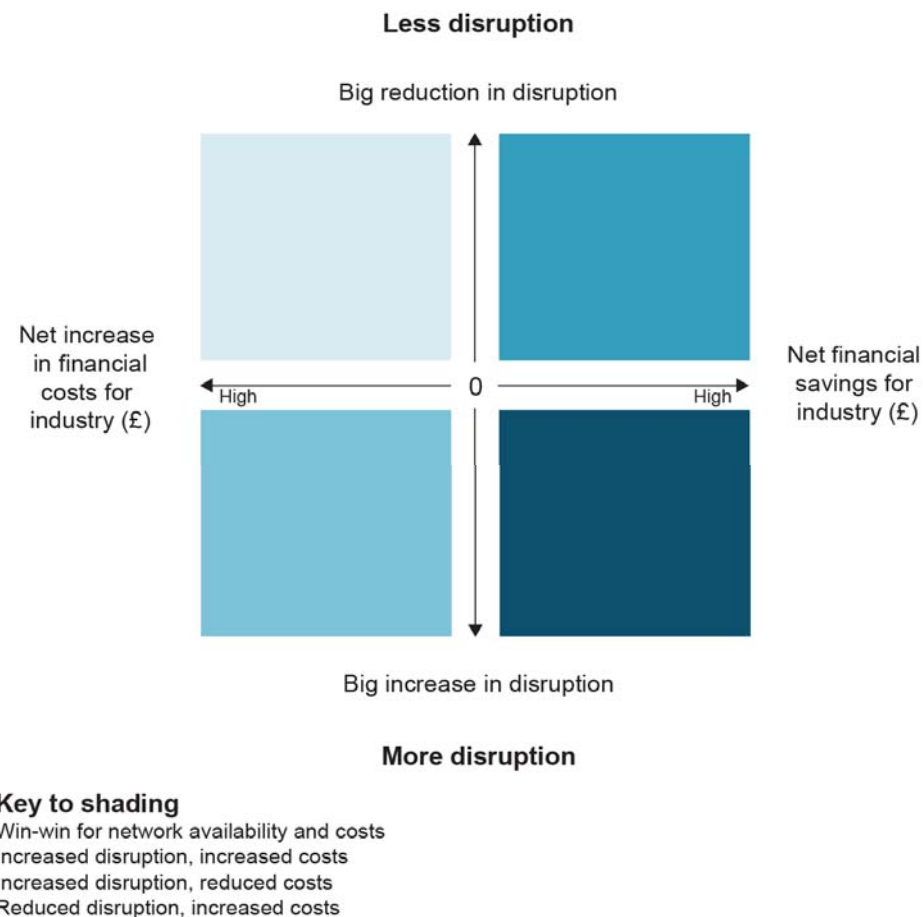 Less disruption
Big reduction in disruption
Net increase
in financial
costs for
industry (£)
High
0
High
Net financial
savings for
industry (£)
Big increase in disruption
More disruption
Key to shading
Win-win for network availability and costs
Increased disruption, increased costs
Increased disruption, reduced costs
Reduced disruption, increased costs